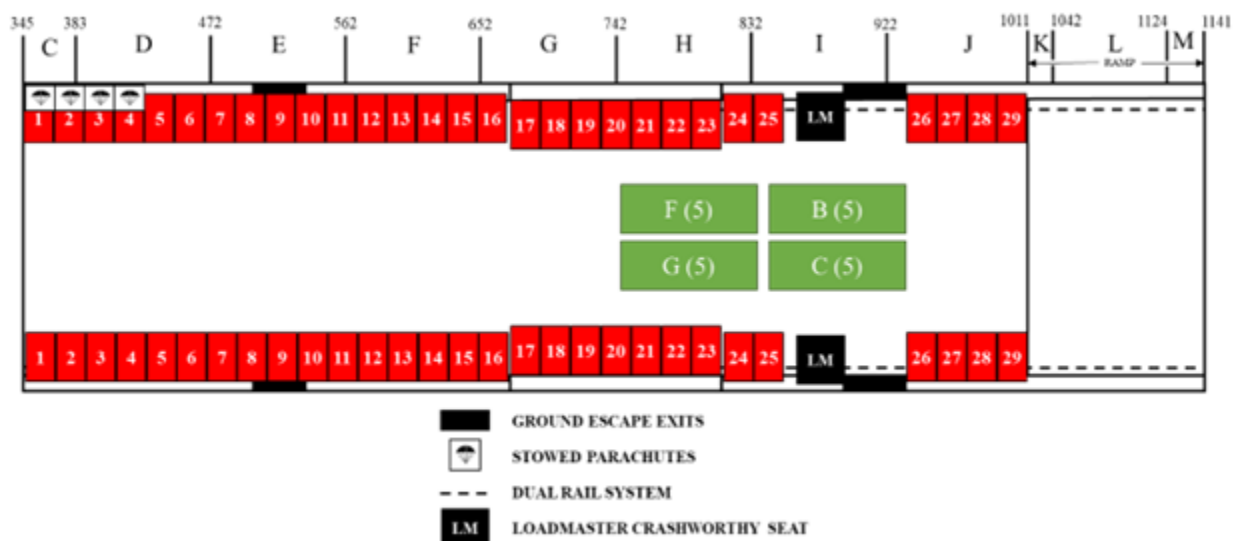 345 383 472 562 652 742 832 922 1011 1042 1124 1141
C D E F G H I J K L M
RAMP
1 2 3 4 5 6 7 8 9 10 11 12 13 14 15 16 17 18 19 20 21 22 23 24 25 LM 26 27 28 29
F (5) B (5)
G (5) C (5)
1 2 3 4 5 6 7 8 9 10 11 12 13 14 15 16 17 18 19 20 21 22 23 24 25 LM 26 27 28 29
GROUND ESCAPE EXITS
STOWED PARACHUTES
DUAL RAIL SYSTEM
LM LOADMASTER CRASHWORTHY SEAT